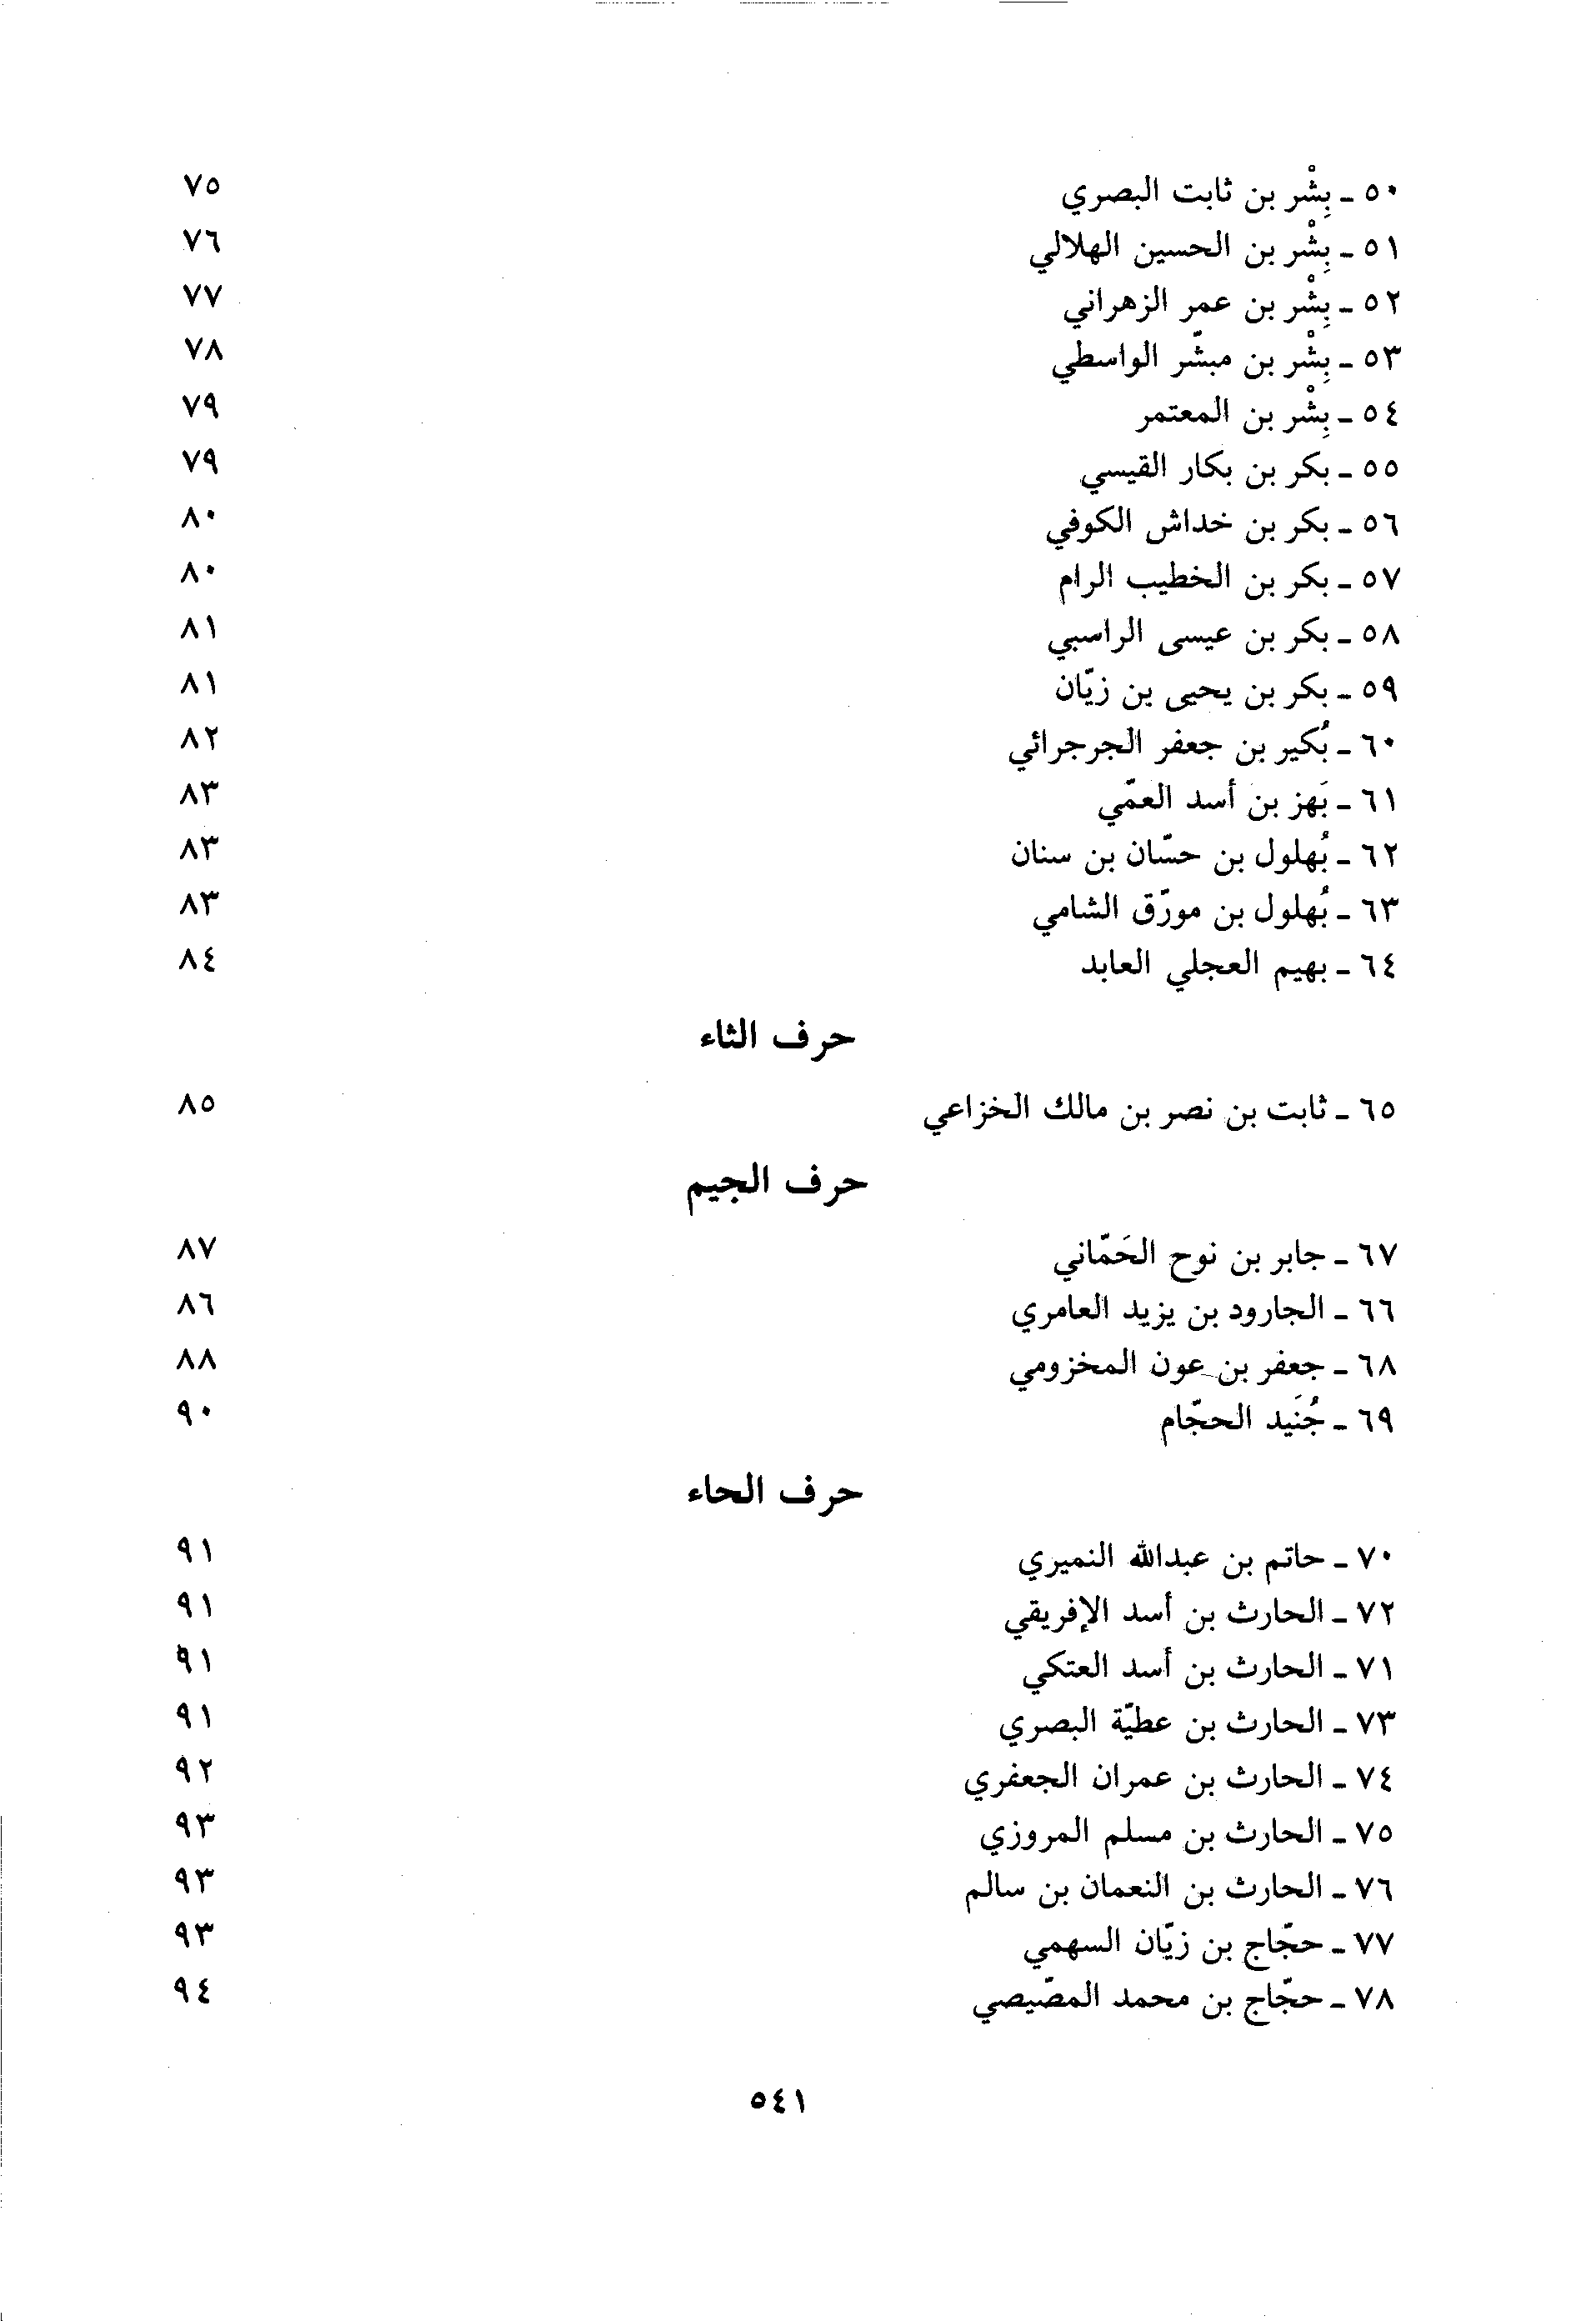 ٥٠ ـ بِشْر بن ثابت البصري ٧٥
٥١ ـ بِشْر بن الحسين الهلالي ٧٦
٥٢ ـ بِشْر بن عمر الزهراني ٧٧
٥٣ ـ بِشْر بن مبشّر الواسطي ٧٨
٥٤ ـ بِشْر بن المعتمر ٧٩
٥٥ ـ بكر بن بكار القيسي ٧٩
٥٦ ـ بكر بن خداش الكوفي ٨٠
٥٧ ـ بكر بن الخطيب الرام ٨٠
٥٨ ـ بكر بن عيسى الراسبي ٨١
٥٩ ـ بكر بن يحيى بن زيّان ٨١
٦٠ ـ بُكير بن جعفر الجرجرائي ٨٢
٦١ ـ بَهز بن أسد العمّي ٨٣
٦٢ ـ بُهلول بن حسّان بن سنان ٨٣
٦٣ ـ بُهلول بن مورّق الشامي ٨٣
٦٤ ـ بهيم العجلي العابد ٨٤
حرف الثاء
٦٥ ـ ثابت بن نصر بن مالك الخزاعي ٨٥
حرف الجيم
٦٧ ـ جابر بن نوح الحَمّاني ٨٧
٦٦ ـ الجارود بن يزيد العامري ٨٦
٦٨ ـ جعفر بن عون المخزومي ٨٨
٦٩ ـ جُنَيد الحجّام ٩٠
حرف الحاء
٧٠ ـ حاتم بن عبدالله النميري ٩١
٧٢ ـ الحارث بن أسد الإفريقي ٩١
٧١ ـ الحارث بن أسد العتكي ٩١
٧٣ ـ الحارث بن عطيّة البصري ٩١
٧٤ ـ الحارث بن عمران الجعفري ٩٢
٧٥ ـ الحارث بن مسلم المروزي ٩٣
٧٦ ـ الحارث بن النعمان بن سالم ٩٣
٧٧ ـ حجّاج بن زيّان السهمي ٩٣
٧٨ ـ حجّاج بن محمد المصّيصي ٩٤
٥٤١